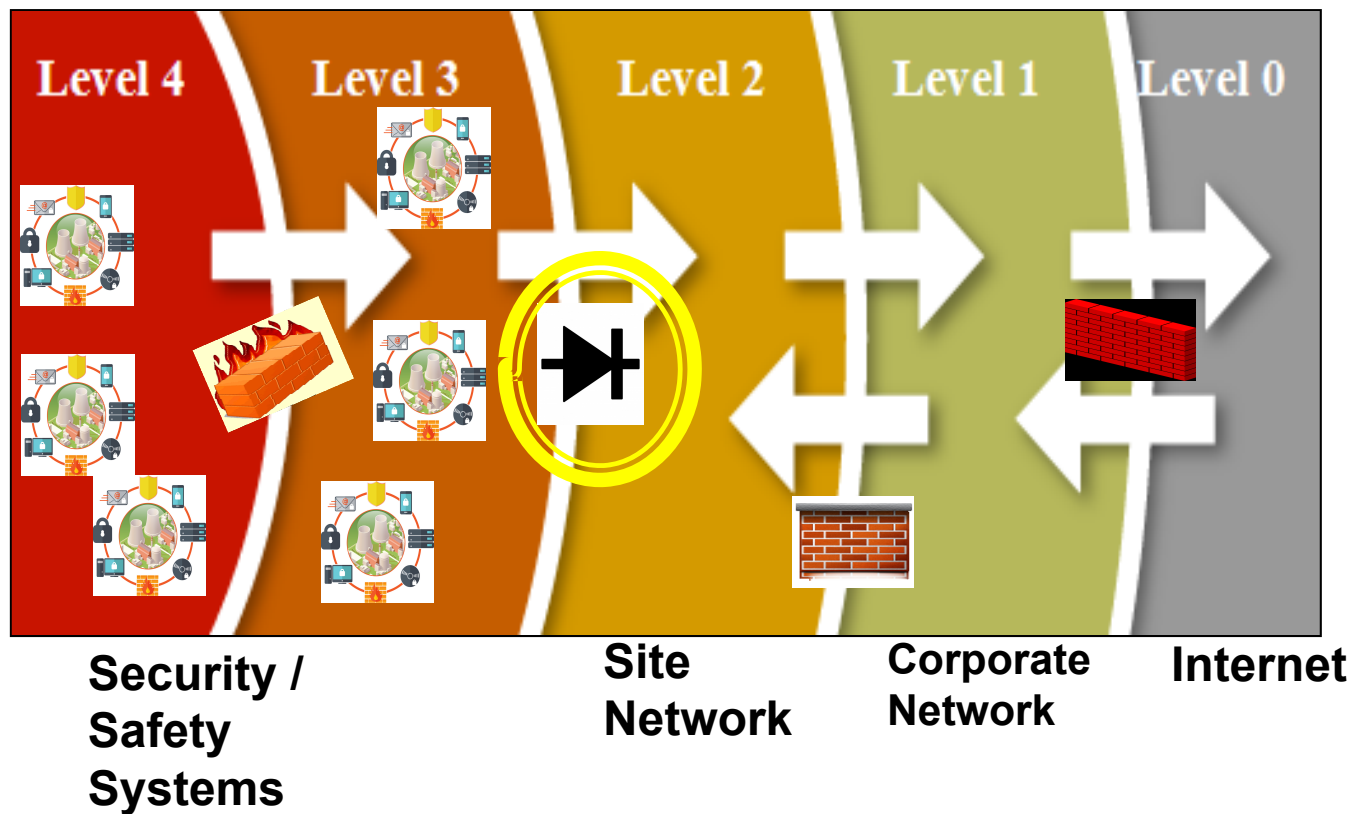 Level 4
Level 3
Level 2
Level 1
Level 0
Security /
Safety
Systems
Site
Network
Corporate
Network
Internet